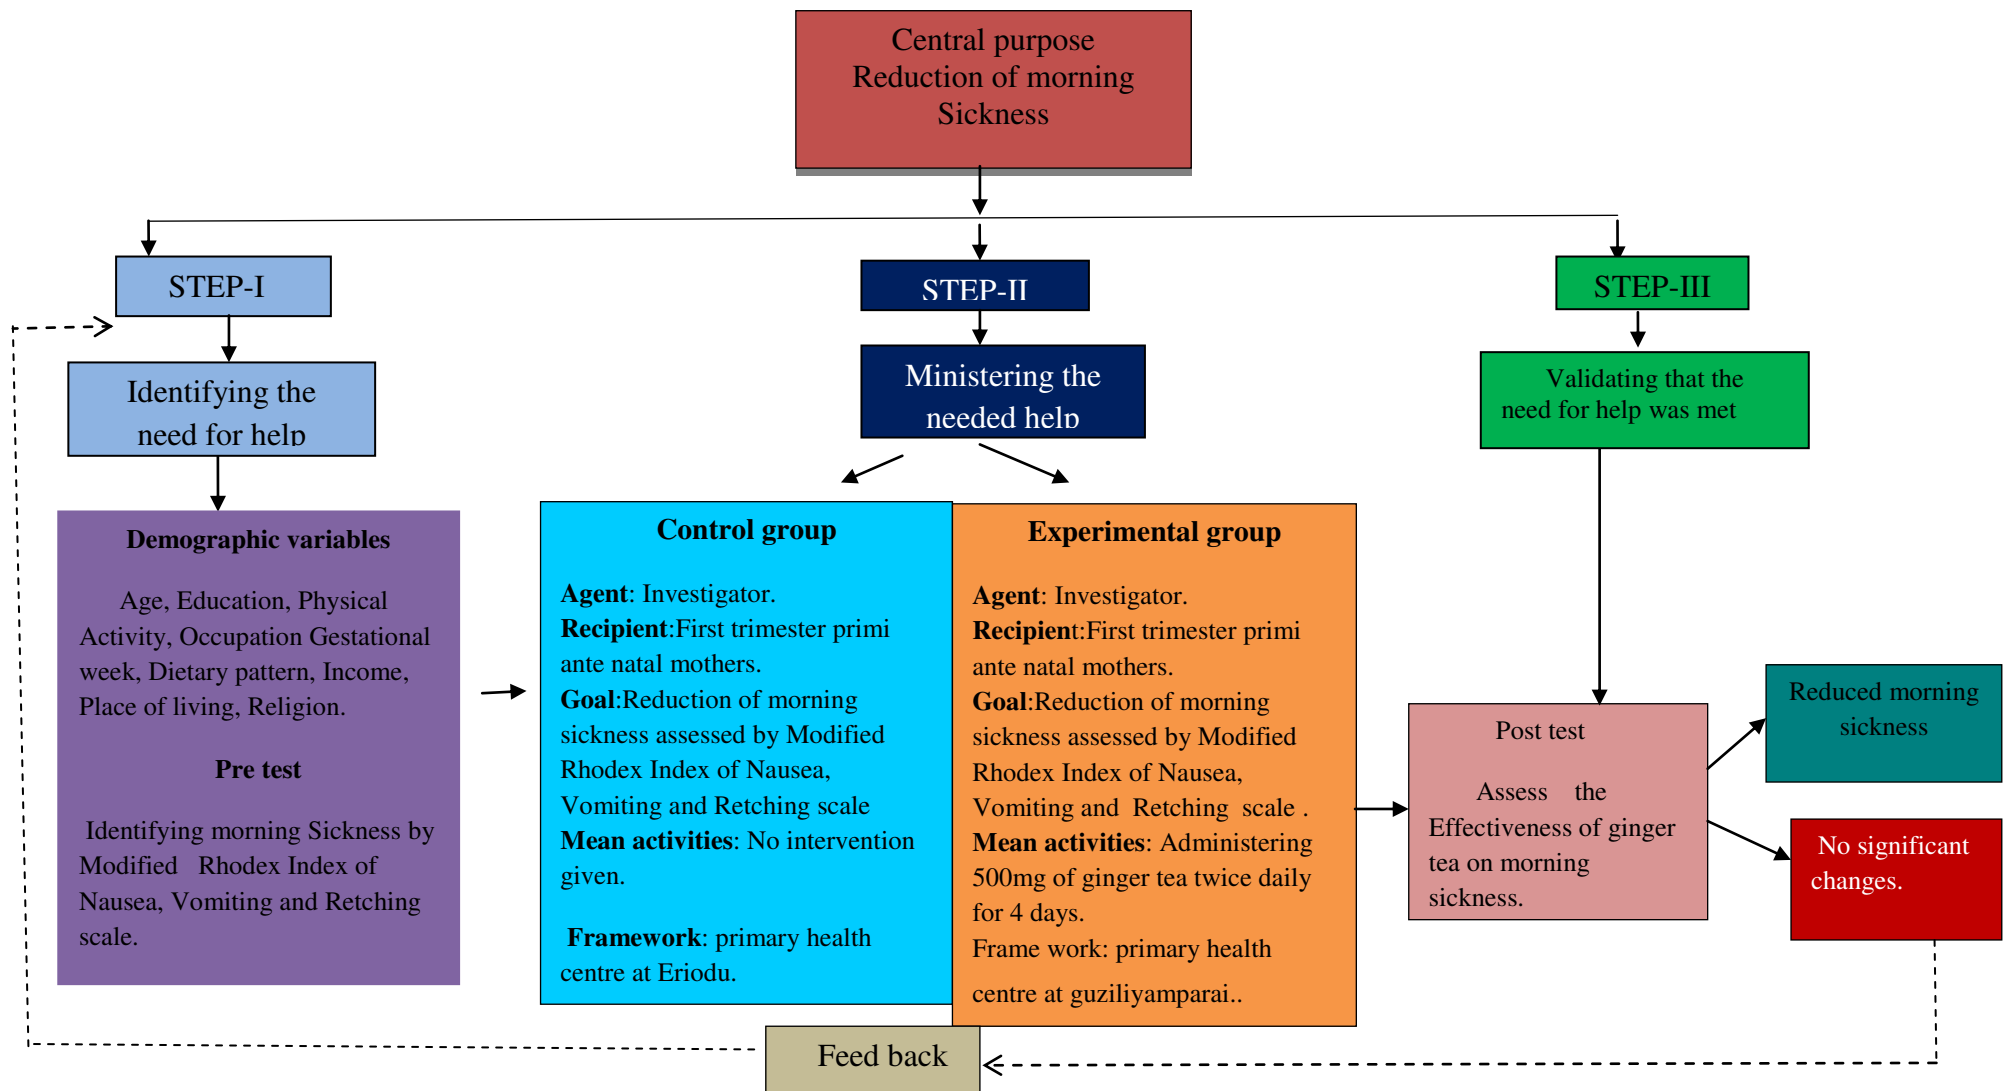 Central purpose
Reduction of morning
Sickness
STEP-I
STEP-II
STEP-III
Identifying the
need for help
Ministering the
needed help
Validating that the
need for help was met
Demographic variables
Age, Education, Physical
Activity, Occupation Gestational
week, Dietary pattern, Income,
Place of living, Religion.
Pre test
Identifying morning Sickness by
Modified Rhodex Index of
Nausea, Vomiting and Retching
scale.
Control group
Agent: Investigator.
Recipient:First trimester primi
ante natal mothers.
Goal:Reduction of morning
sickness assessed by Modified
Rhodex Index of Nausea,
Vomiting and Retching scale
Mean activities: No intervention
given.
Framework: primary health
centre at Eriodu.
Experimental group
Agent: Investigator.
Recipient:First trimester primi
ante natal mothers.
Goal:Reduction of morning
sickness assessed by Modified
Rhodex Index of Nausea,
Vomiting and Retching scale .
Mean activities: Administering
500mg of ginger tea twice daily
for 4 days.
Frame work: primary health
centre at guziliyamparai..
Post test
Assess the
Effectiveness of ginger
tea on morning
sickness.
Reduced morning
sickness
No significant
changes.
Feed back